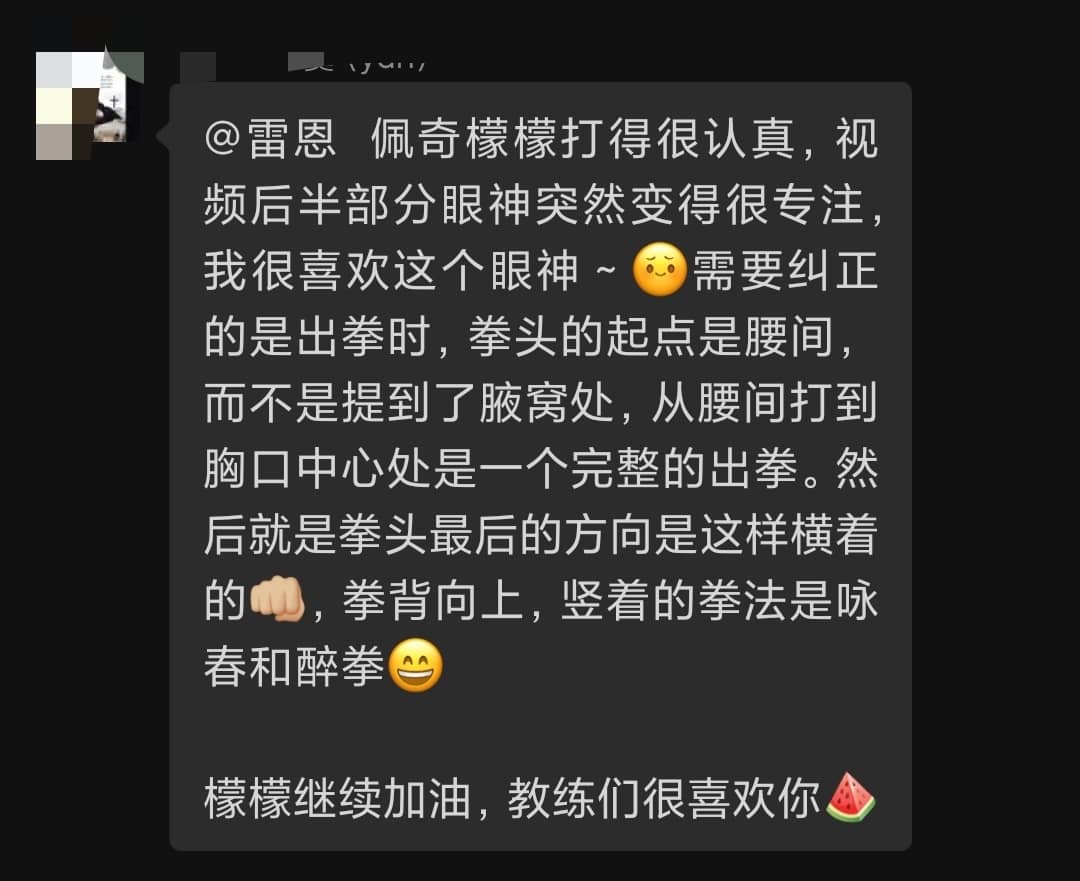 @雷恩 佩奇檬檬打得很认真，视
频后半部分眼神突然变得很专注，
我很喜欢这个眼神~☺️需要纠正
的是出拳时，拳头的起点是腰间，
而不是提到了腋窝处，从腰间打到
胸口中心处是一个完整的出拳。然
后就是拳头最后的方向是这样横着
的👊🏼，拳背向上，竖着的拳法是咏
春和醉拳😄
檬檬继续加油，教练们很喜欢你🍉